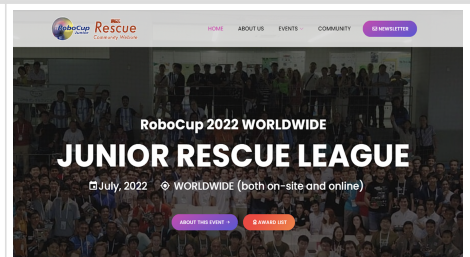 RoboCup Junior Rescue
Community Website
HOME ABOUT US EVENTS COMMUNITY NEWSLETTER
RoboCup 2022 WORLDWIDE
JUNIOR RESCUE LEAGUE
July, 2022 WORLDWIDE (both on-site and online)
ABOUT THIS EVENT → AWARD LIST